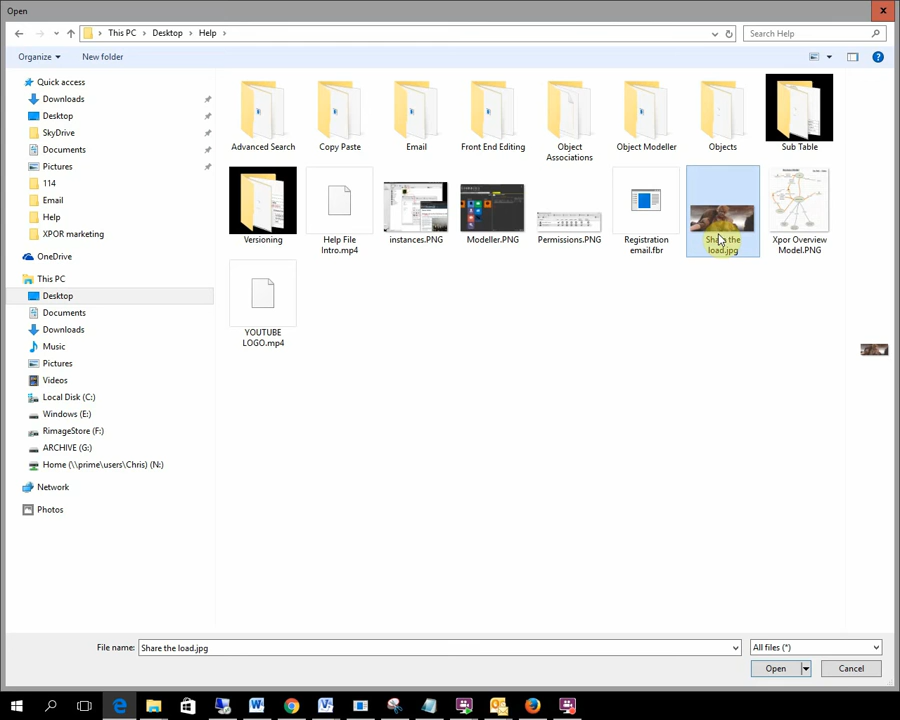 Open
This PC > Desktop > Help >
Search Help
Organize
New folder
Quick access
Downloads
Desktop
SkyDrive
Documents
Pictures
114
Email
Help
XPOR marketing
OneDrive
This PC
Desktop
Documents
Downloads
Music
Pictures
Videos
Local Disk (C:)
Windows (E:)
RimageStore (F:)
ARCHIVE (G:)
Home (\\prime\users\Chris) (N:)
Network
Photos
Advanced Search
Copy Paste
Email
Front End Editing
Object
Associations
Object Modeller
Objects
Sub Table
Versioning
Help File
Intro.mp4
instances.PNG
Modeller.PNG
Permissions.PNG
Registration
email.fbr
Share the
load.jpg
Xpor Overview
Model.PNG
YOUTUBE
LOGO.mp4
File name:
Share the load.jpg
All files (*)
Open
Cancel